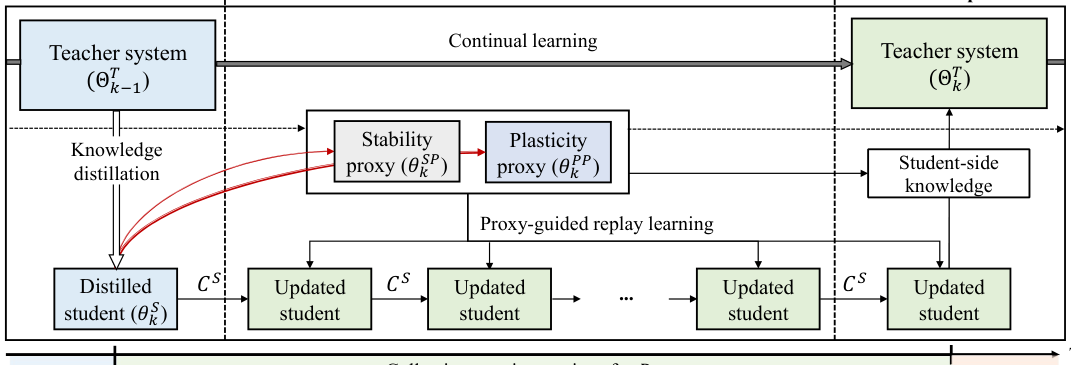 Teacher system
(Θ^T_{k−1})
Continual learning
Teacher system
(Θ^T_k)
Knowledge
distillation
Stability
proxy (θ^{SP}_k)
Plasticity
proxy (θ^{PP}_k)
Student-side
knowledge
Proxy-guided replay learning
Distilled
student (θ^S_k)
C^S
Updated
student
C^S
Updated
student
...
Updated
student
C^S
Updated
student